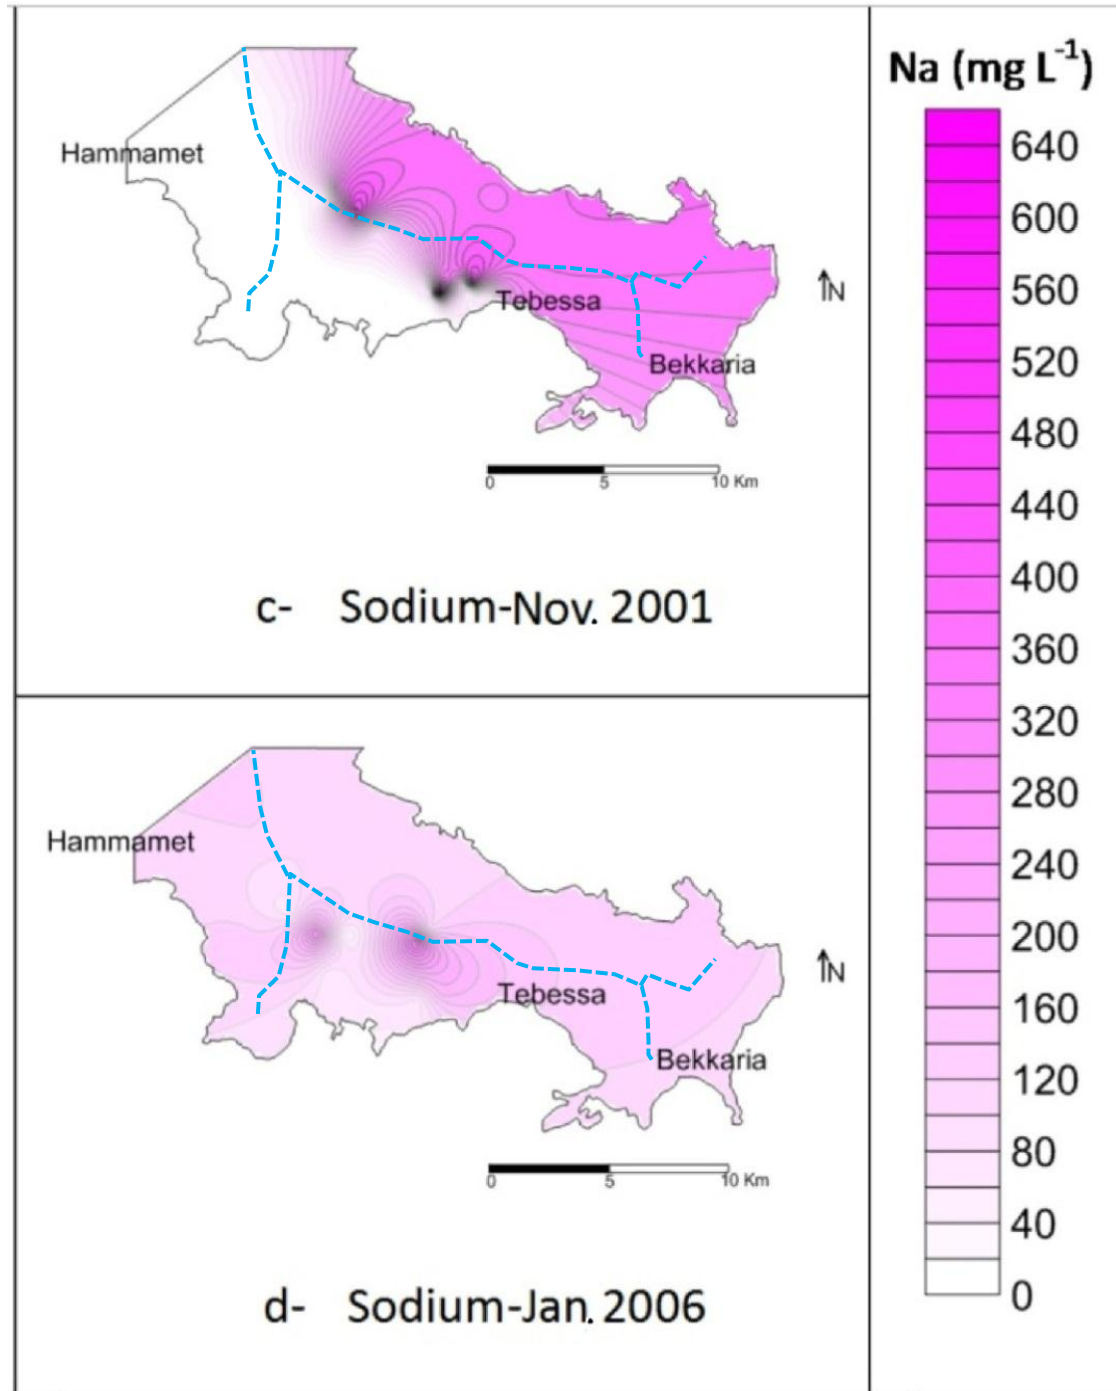 Na (mg L-1)
Hammamet
Tebessa
Bekkaria
N
0 5 10 Km
c- Sodium-Nov. 2001
Hammamet
Tebessa
Bekkaria
N
0 5 10 Km
d- Sodium-Jan. 2006
640
600
560
520
480
440
400
360
320
280
240
200
160
120
80
40
0